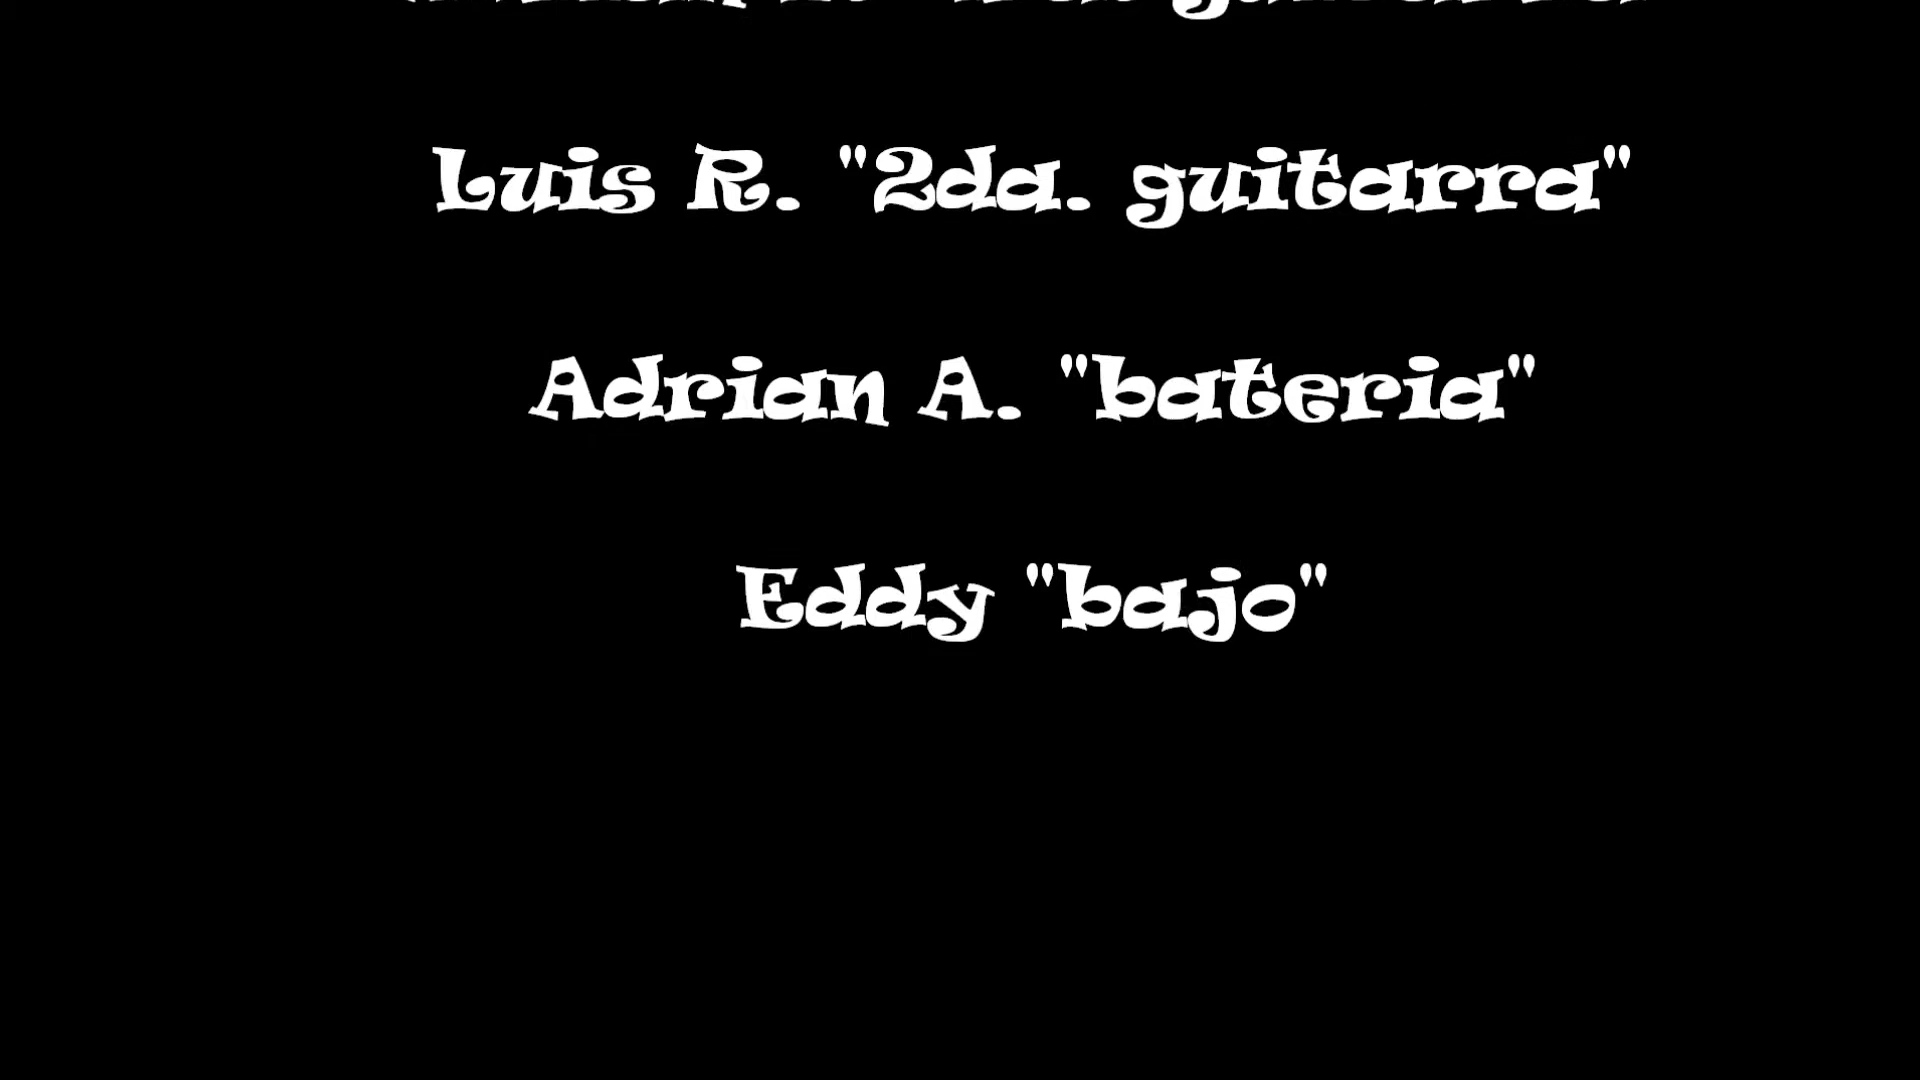 Luis R. "2da. guitarra"
Adrian A. "bateria"
Eddy "bajo"